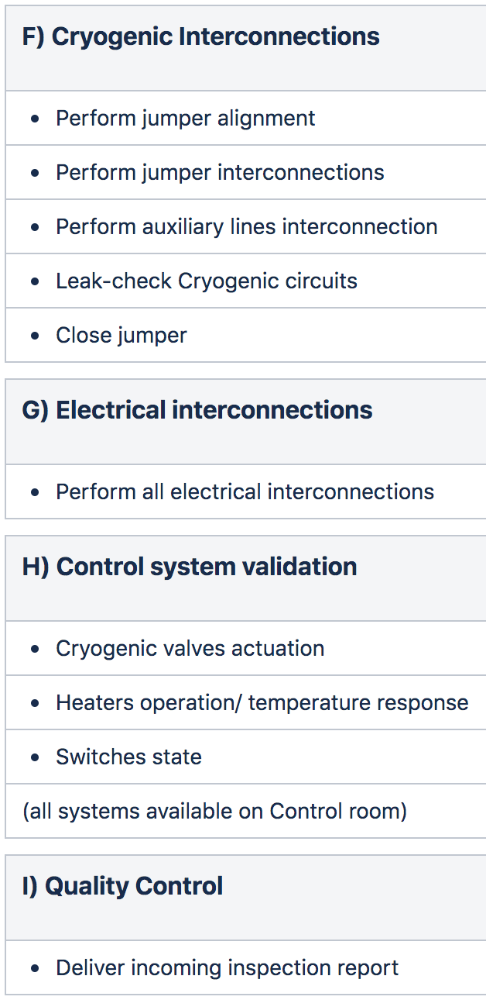 F) Cryogenic Interconnections
• Perform jumper alignment
• Perform jumper interconnections
• Perform auxiliary lines interconnection
• Leak-check Cryogenic circuits
• Close jumper
G) Electrical interconnections
• Perform all electrical interconnections
H) Control system validation
• Cryogenic valves actuation
• Heaters operation/ temperature response
• Switches state
(all systems available on Control room)
I) Quality Control
• Deliver incoming inspection report